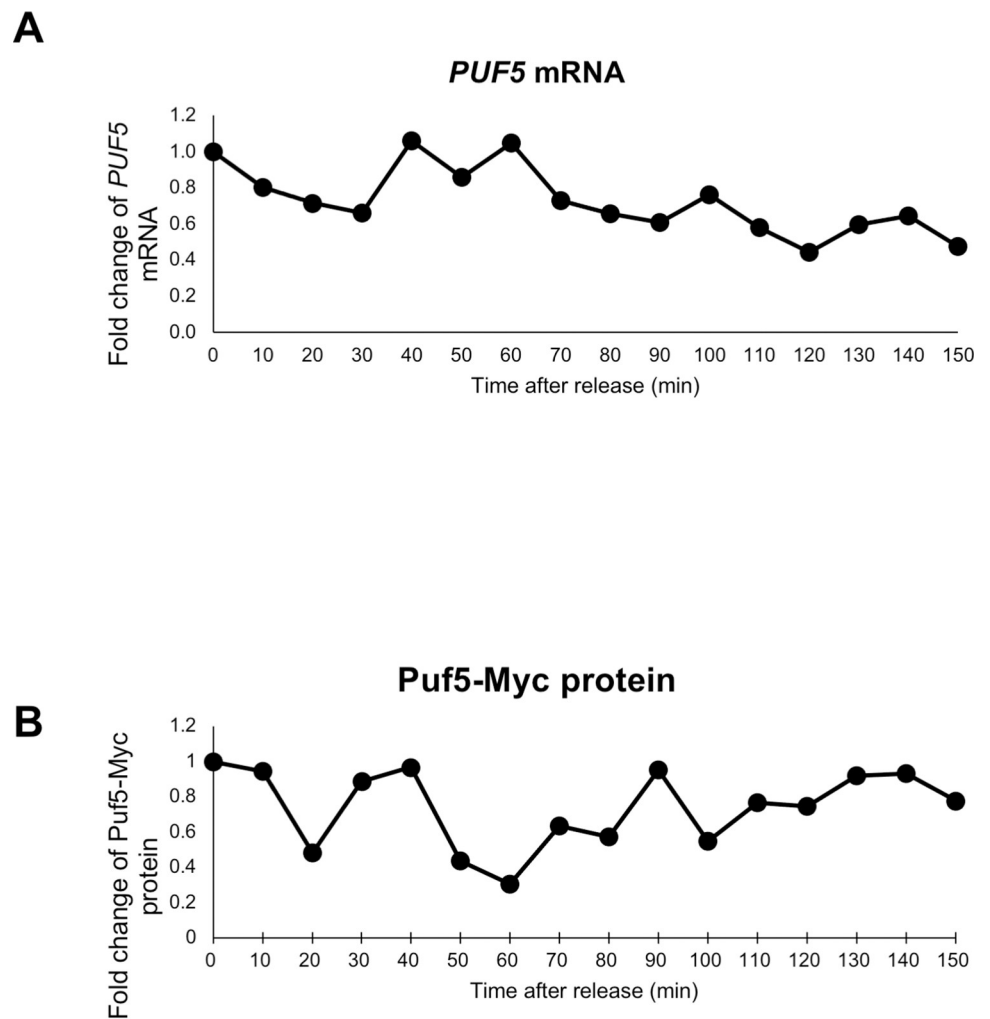 A
PUF5 mRNA
Fold change of PUF5
mRNA
1.2
1.0
0.8
0.6
0.4
0.2
0.0
0 10 20 30 40 50 60 70 80 90 100 110 120 130 140 150
Time after release (min)
Puf5-Myc protein
B
Fold change of Puf5-Myc
protein
1.2
1
0.8
0.6
0.4
0.2
0
0 10 20 30 40 50 60 70 80 90 100 110 120 130 140 150
Time after release (min)